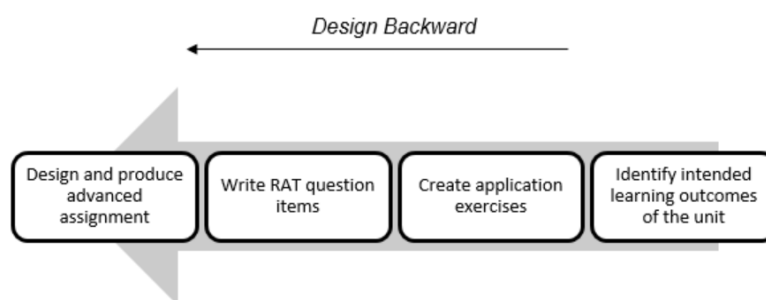 Design Backward
Design and produce
advanced
assignment
Write RAT question
items
Create application
exercises
Identify intended
learning outcomes
of the unit